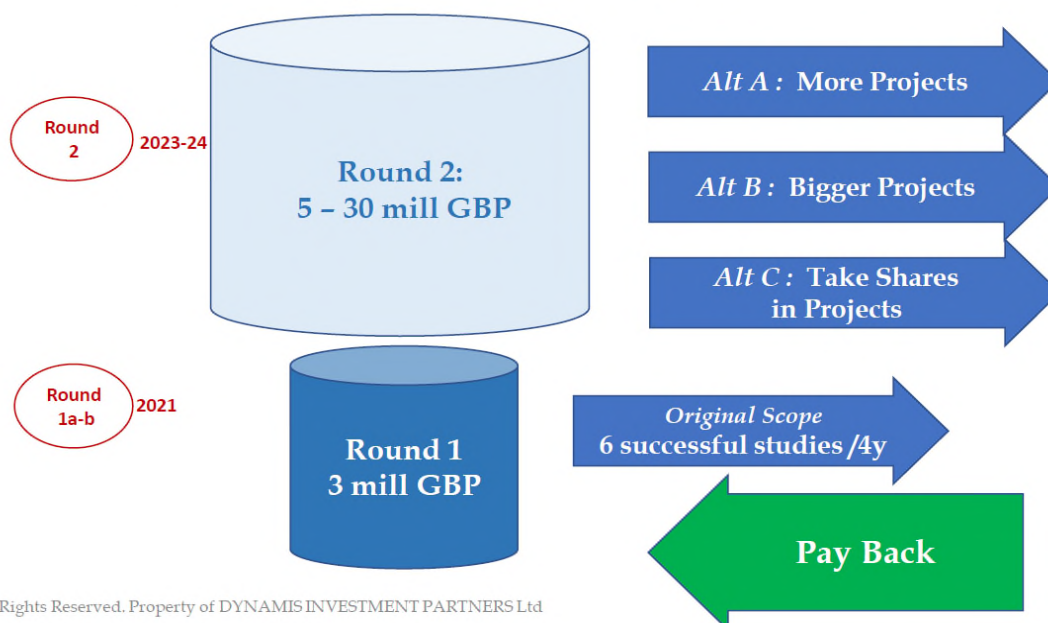 Round
2
2023-24
Round 2:
5 – 30 mill GBP
Alt A : More Projects
Alt B : Bigger Projects
Alt C : Take Shares
in Projects
Round
1a-b
2021
Round 1
3 mill GBP
Original Scope
6 successful studies /4y
Pay Back
Rights Reserved. Property of DYNAMIS INVESTMENT PARTNERS Ltd